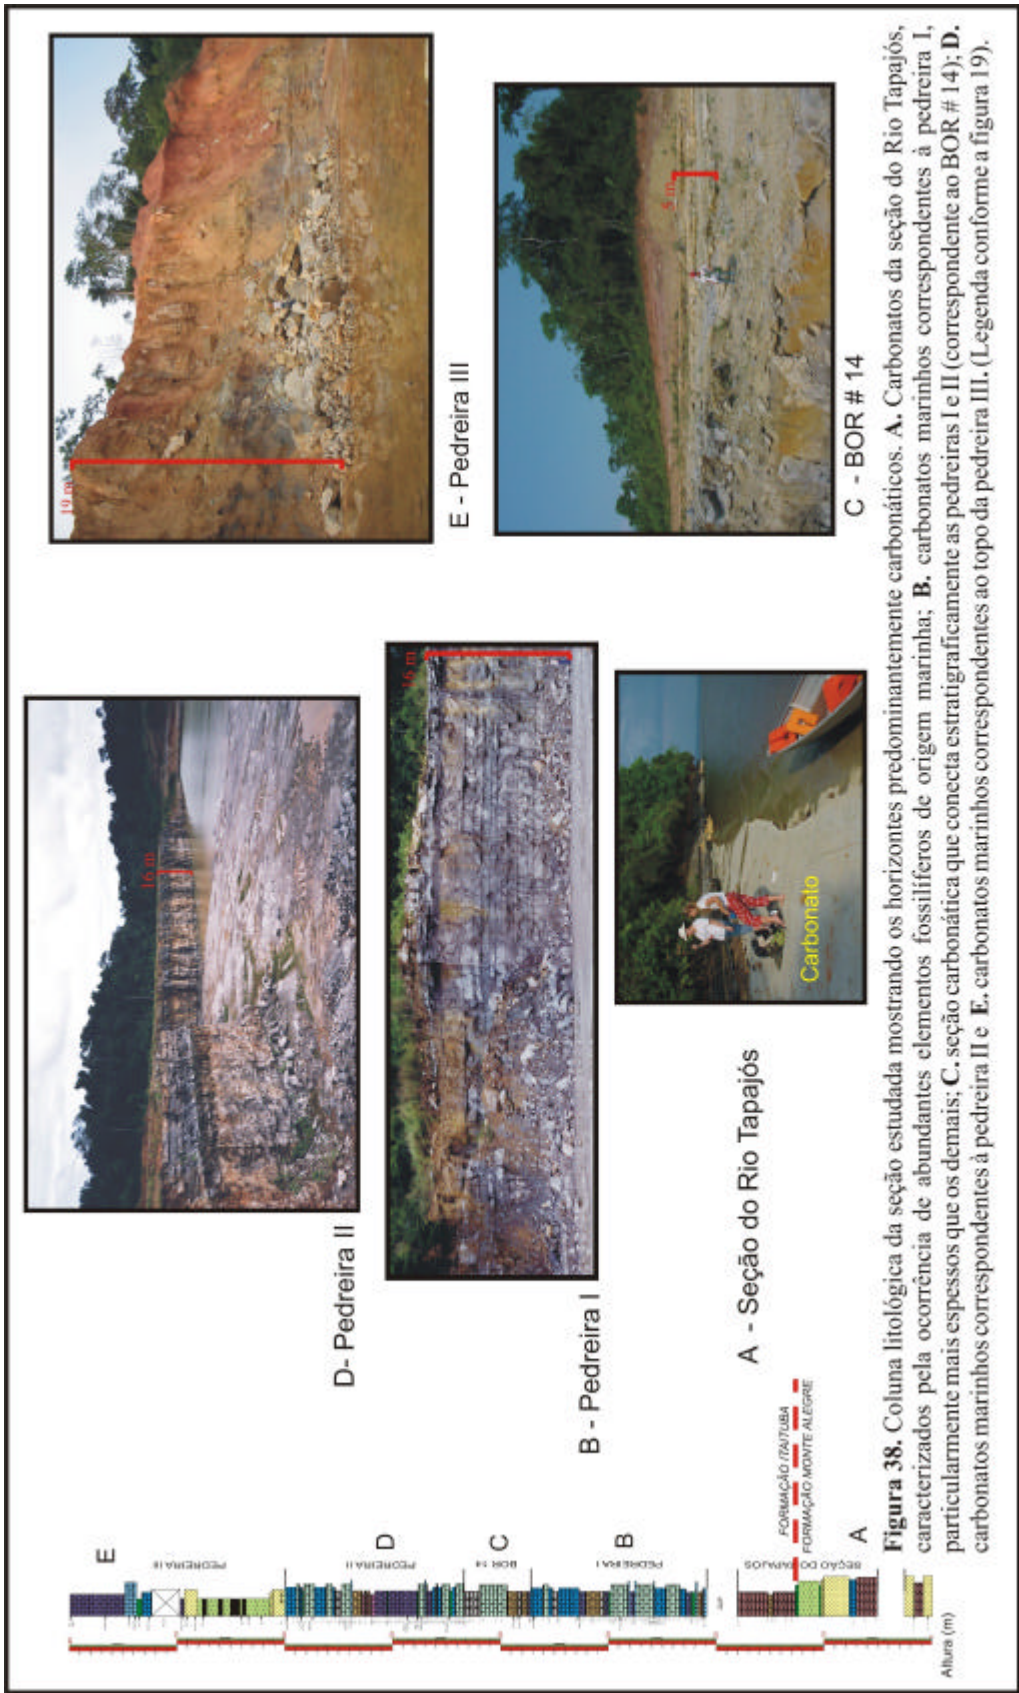 E
D
C
B
A
PEDREIRA III
PEDREIRA II
BOR 14
PEDREIRA I
SEÇÃO DO TAPAJÓS
Altura (m)
FORMAÇÃO ITAITUBA
FORMAÇÃO MONTE ALEGRE
16 m
D- Pedreira II
19 m
E - Pedreira III
16 m
B - Pedreira I
5 m
C - BOR # 14
Carbonato
A - Seção do Rio Tapajós
Figura 38. Coluna litológica da seção estudada mostrando os horizontes predominantemente carbonáticos. A. Carbonatos da seção do Rio Tapajós,
caracterizados pela ocorrência de abundantes elementos fossilíferos de origem marinha; B. carbonatos marinhos correspondentes à pedreira I,
particularmente mais espessos que os demais; C. seção carbonática que conecta estratigraficamente as pedreiras I e II (correspondente ao BOR # 14); D.
carbonatos marinhos correspondentes à pedreira II e E. carbonatos marinhos correspondentes ao topo da pedreira III. (Legenda conforme a figura 19).